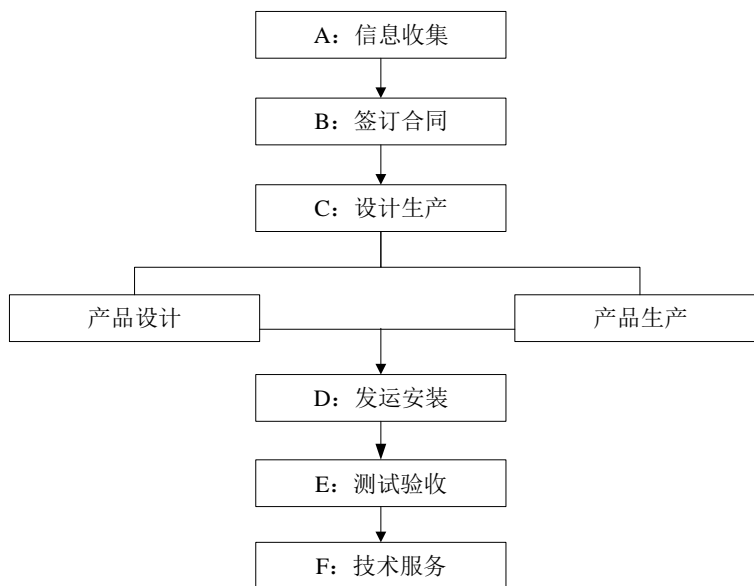 A：信息收集
B：签订合同
C：设计生产
产品设计
产品生产
D：发运安装
E：测试验收
F：技术服务